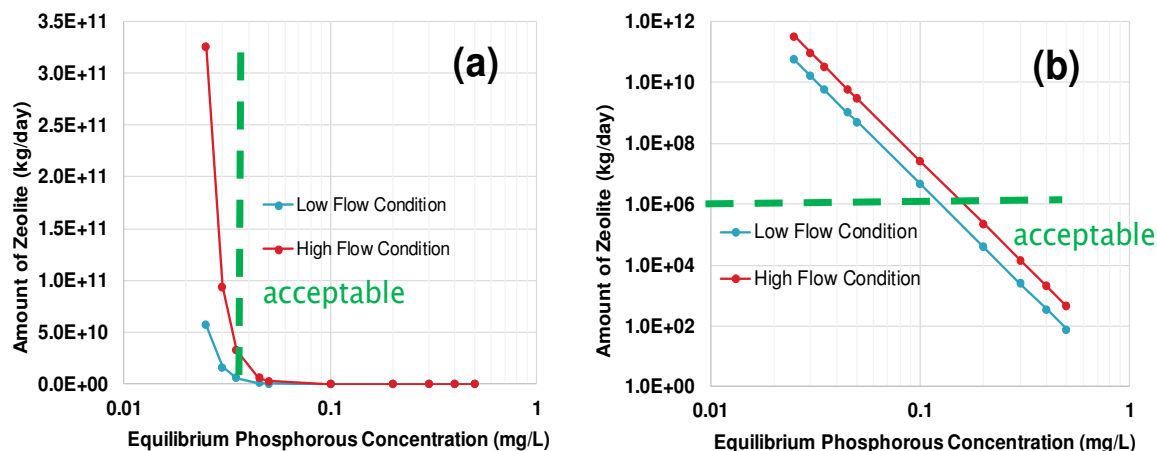 (a)
Amount of Zeolite (kg/day)
3.5E+11
3.0E+11
2.5E+11
2.0E+11
1.5E+11
1.0E+11
5.0E+10
0.0E+00
Low Flow Condition
High Flow Condition
acceptable
0.01
0.1
1
Equilibrium Phosphorous Concentration (mg/L)
(b)
Amount of Zeolite (kg/day)
1.0E+12
1.0E+10
1.0E+08
1.0E+06
1.0E+04
1.0E+02
1.0E+00
acceptable
Low Flow Condition
High Flow Condition
0.01
0.1
1
Equilibrium Phosphorous Concentration (mg/L)